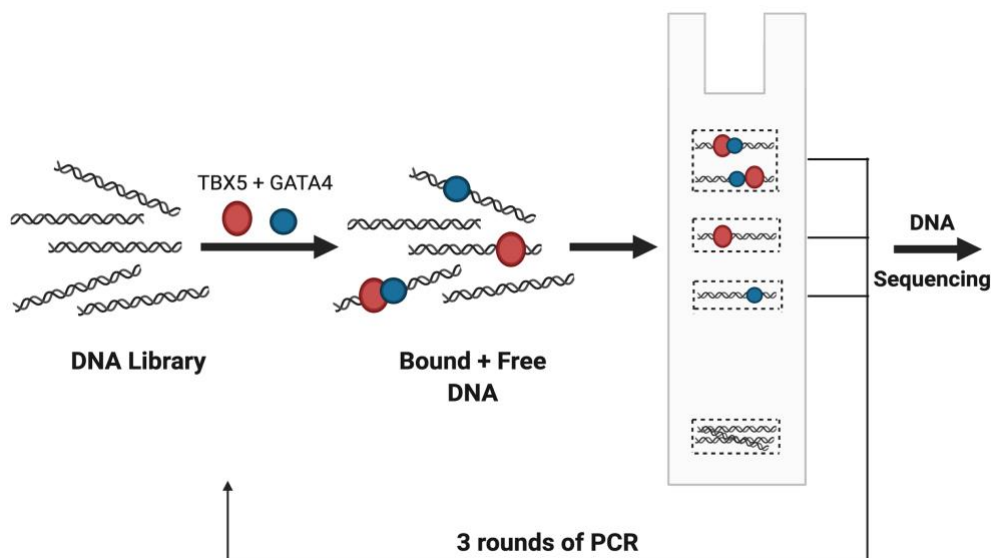 TBX5 + GATA4
DNA Library
Bound + Free
DNA
DNA
Sequencing
3 rounds of PCR